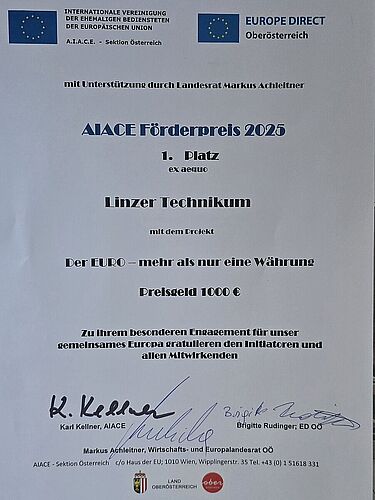 INTERNATIONALE VEREINIGUNG
DER EHEMALIGEN BEDIENSTETEN
DER EUROPÄISCHEN UNION
A.I.A.C.E. - Sektion Österreich
EUROPE DIRECT
Oberösterreich
mit Unterstützung durch Landesrat Markus Achleitner
AIACE Förderpreis 2025
1. Platz
ex aequo
Linzer Technikum
mit dem Projekt
Der EURO – mehr als nur eine Währung
Preisgeld 1000 €
Zu ihrem besonderen Engagement für unser
gemeinsames Europa gratulieren den Initiatoren und
allen Mitwirkenden
K. Kellner
Brigitte
Karl Kellner, AIACE
Brigitte Rudinger; ED OÖ
Markus Achleitner, Wirtschafts- und Europalandesrat OÖ
AIACE - Sektion Österreich c/o Haus der EU; 1010 Wien, Wipplingerstr. 35 Tel. +43 (0) 1 51618 331
LAND
OBERÖSTERREICH